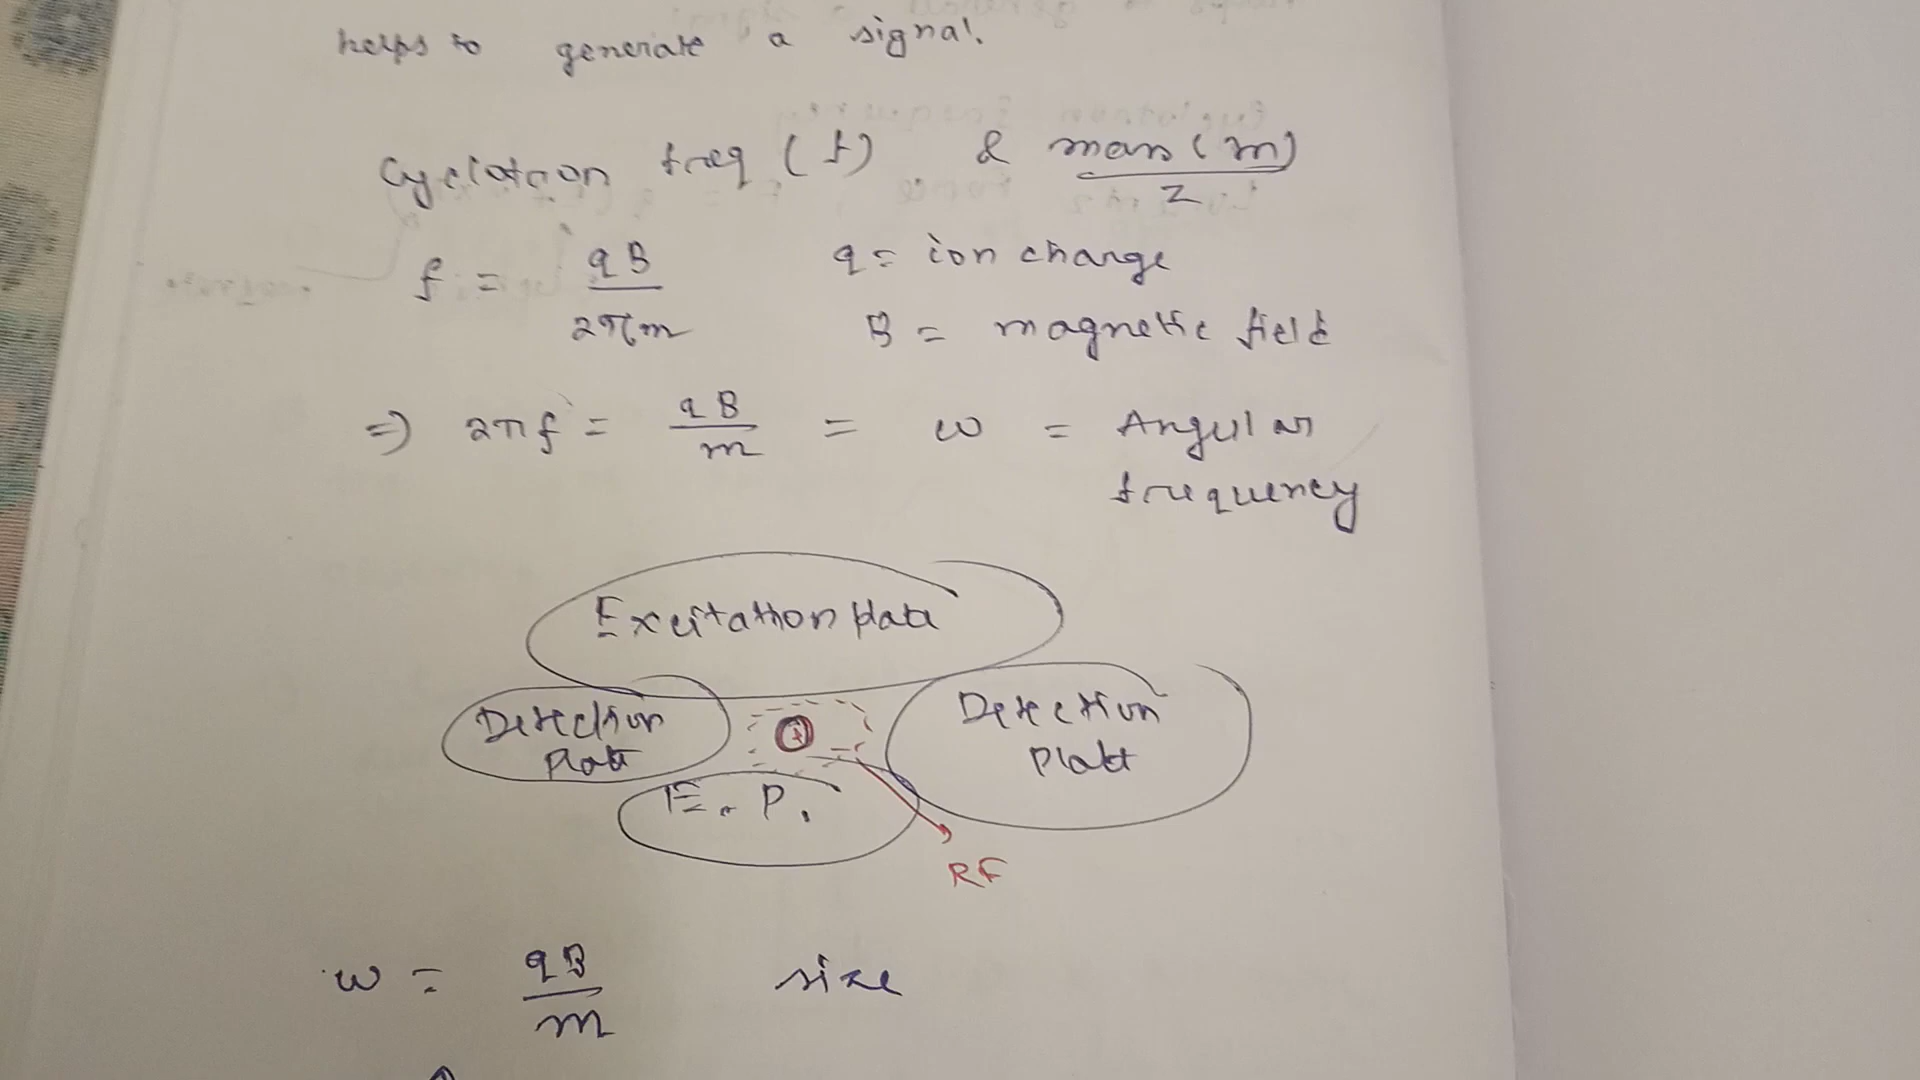 helps to generate a signal.
Cyclotron freq (f) & mass (m)
z
f = qB / 2πm q = ion charge
B = magnetic field
=) 2πf = qB / m = w = Angular
frequency
Excitation plate
Detection plate Detection plate
E. P.
RF
w = qB / m size